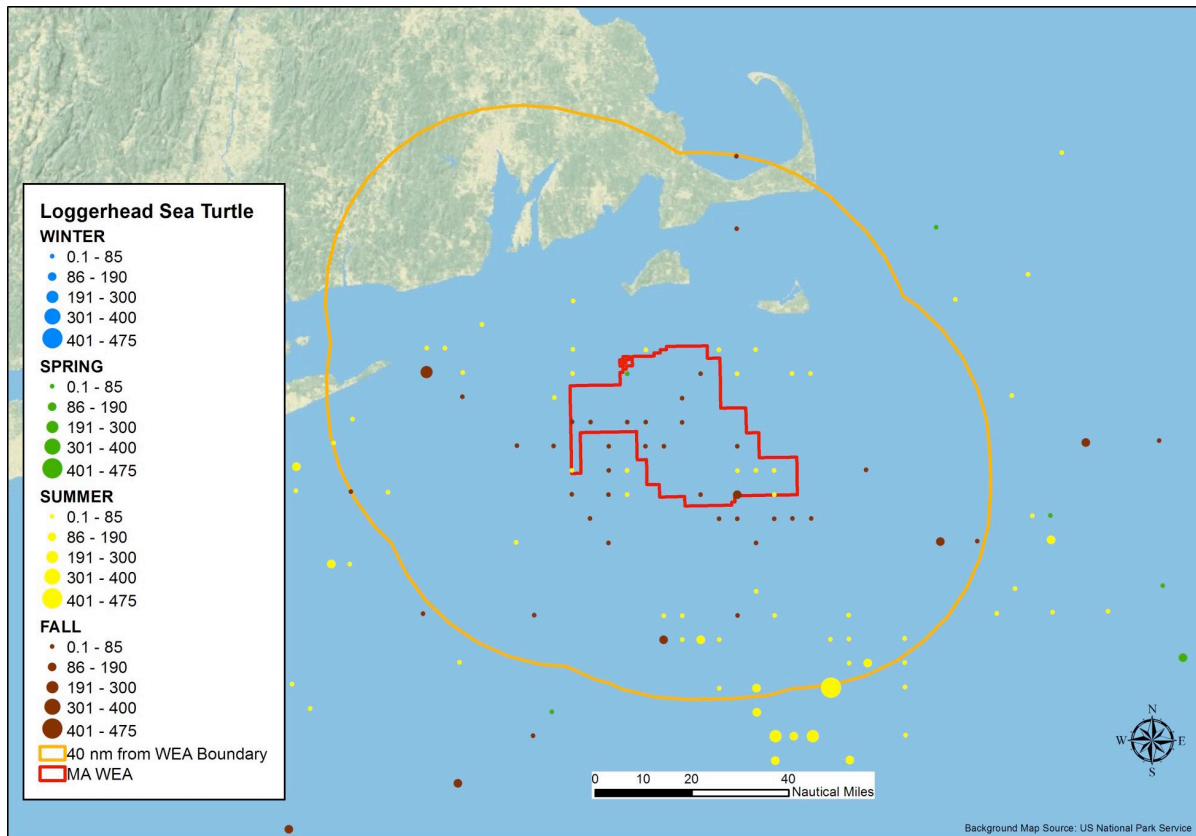 Loggerhead Sea Turtle
WINTER
0.1 - 85
86 - 190
191 - 300
301 - 400
401 - 475
SPRING
0.1 - 85
86 - 190
191 - 300
301 - 400
401 - 475
SUMMER
0.1 - 85
86 - 190
191 - 300
301 - 400
401 - 475
FALL
0.1 - 85
86 - 190
191 - 300
301 - 400
401 - 475
40 nm from WEA Boundary
MA WEA
N
W E
S
0 10 20 40
Nautical Miles
Background Map Source: US National Park Service